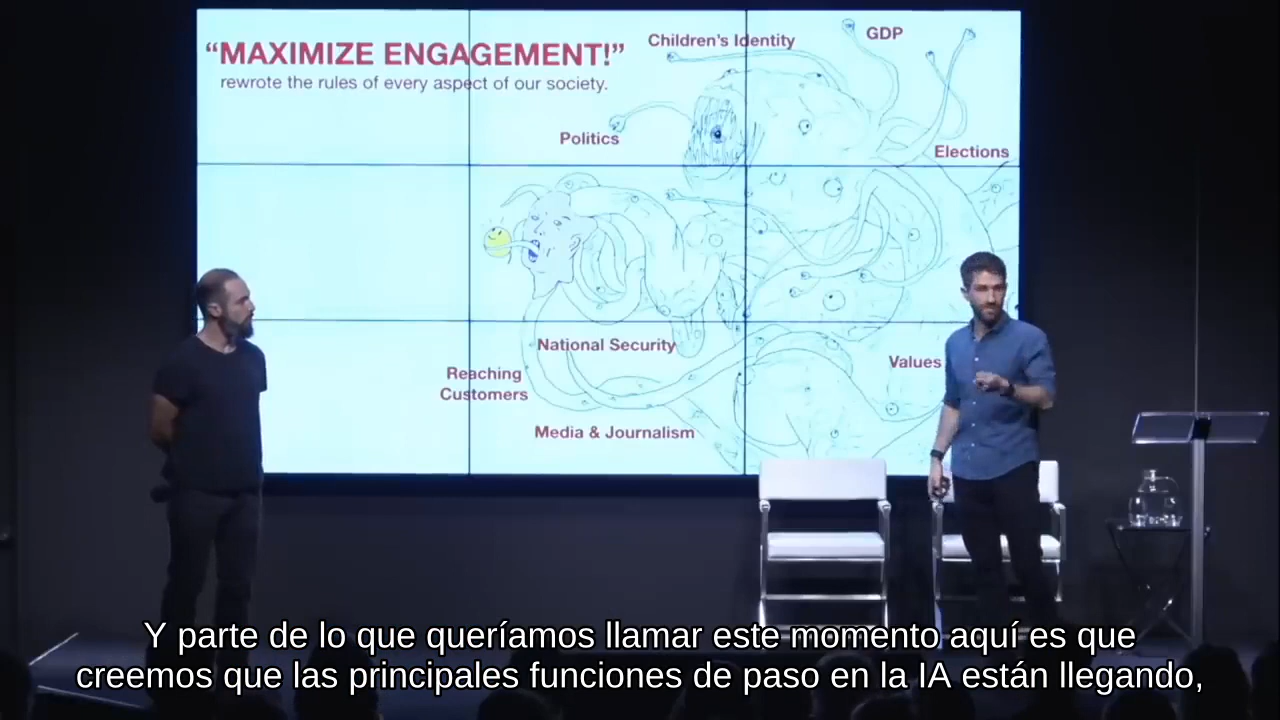 “MAXIMIZE ENGAGEMENT!”
rewrote the rules of every aspect of our society.
Children’s Identity
GDP
Politics
Elections
National Security
Reaching
Customers
Values
Media & Journalism
Y parte de lo que queríamos llamar este momento aquí es que
creemos que las principales funciones de paso en la IA están llegando,